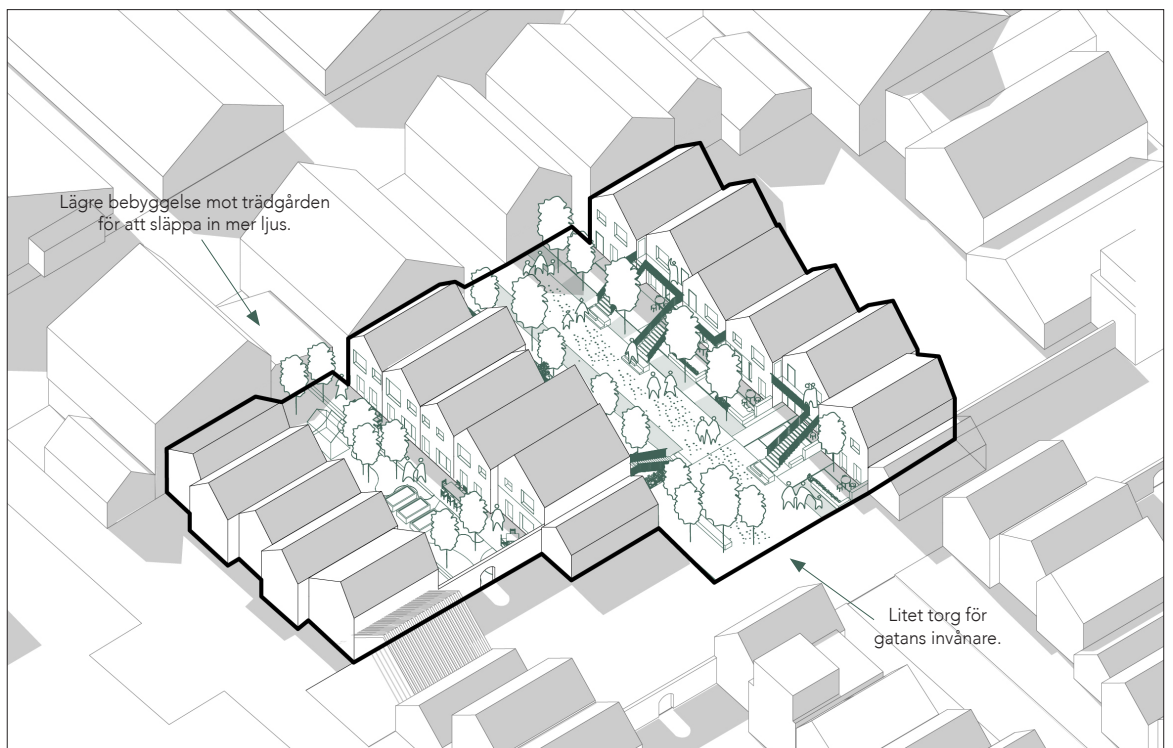 Lägre bebyggelse mot trädgården
för att släppa in mer ljus.
Litet torg för
gatans invånare.